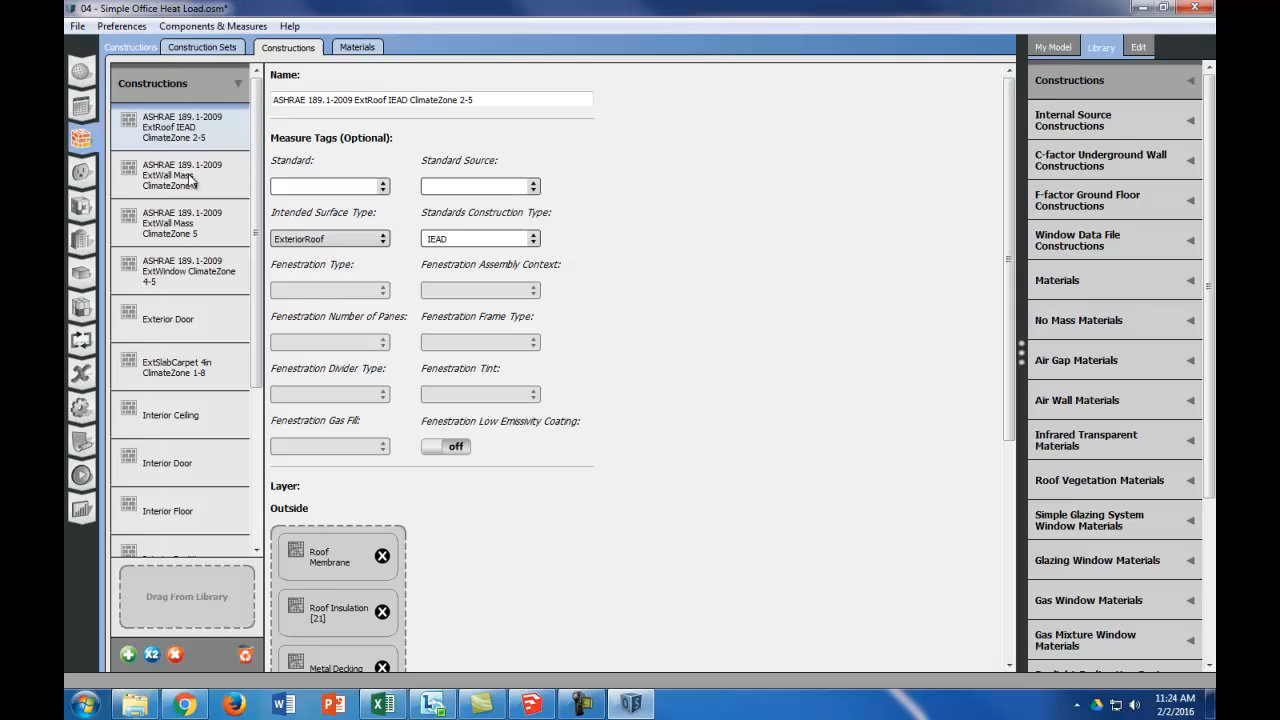 04 - Simple Office Heat Load.osm*
File Preferences Components & Measures Help
Constructions Construction Sets Constructions Materials
My Model Library Edit
Constructions
ASHRAE 189.1-2009
ExtRoof IEAD
ClimateZone 2-5
ASHRAE 189.1-2009
ExtWall Mass
ClimateZone
ASHRAE 189.1-2009
ExtWall Mass
ClimateZone 5
ASHRAE 189.1-2009
ExtWindow ClimateZone
4-5
Exterior Door
ExtSlabCarpet 4in
ClimateZone 1-8
Interior Ceiling
Interior Door
Interior Floor
Drag From Library
X2
Name:
ASHRAE 189.1-2009 ExtRoof IEAD ClimateZone 2-5
Measure Tags (Optional):
Standard: Standard Source:
Intended Surface Type: Standards Construction Type:
ExteriorRoof IEAD
Fenestration Type: Fenestration Assembly Context:
Fenestration Number of Panes: Fenestration Frame Type:
Fenestration Divider Type: Fenestration Tint:
Fenestration Gas Fill: Fenestration Low Emissivity Coating:
off
Layer:
Outside
Roof
Membrane
Roof Insulation
[21]
Metal Decking
Constructions
Internal Source
Constructions
C-factor Underground Wall
Constructions
F-factor Ground Floor
Constructions
Window Data File
Constructions
Materials
No Mass Materials
Air Gap Materials
Air Wall Materials
Infrared Transparent
Materials
Roof Vegetation Materials
Simple Glazing System
Window Materials
Glazing Window Materials
Gas Window Materials
Gas Mixture Window
Materials
11:24 AM
2/2/2016